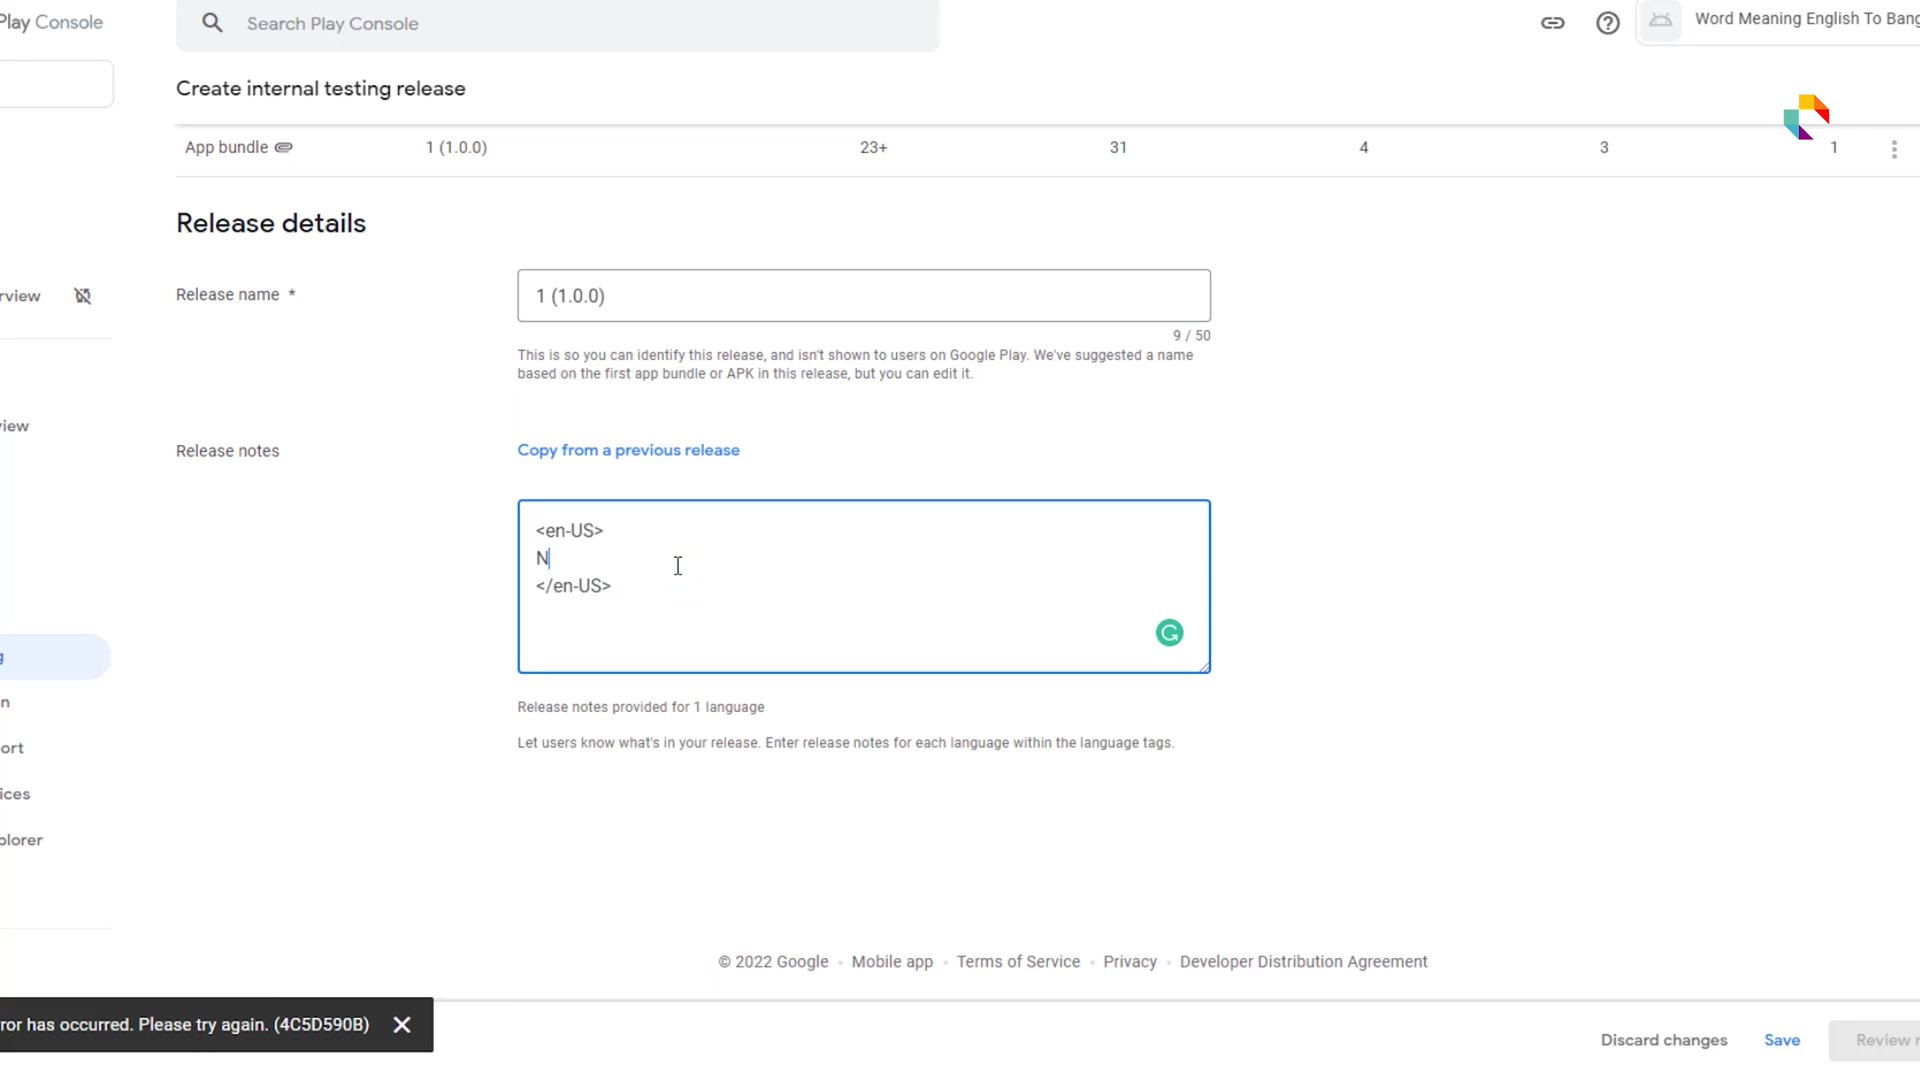 Play Console
Search Play Console
Word Meaning English To Bang
Create internal testing release
App bundle 1 (1.0.0) 23+ 31 4 3 1
Release details
rview
Release name *
1 (1.0.0)
9 / 50
This is so you can identify this release, and isn't shown to users on Google Play. We've suggested a name
based on the first app bundle or APK in this release, but you can edit it.
view
Release notes
Copy from a previous release
<en-US>
N
</en-US>
g
n
Release notes provided for 1 language
ort
Let users know what's in your release. Enter release notes for each language within the language tags.
ices
plorer
© 2022 Google • Mobile app • Terms of Service • Privacy • Developer Distribution Agreement
ror has occurred. Please try again. (4C5D590B)
Discard changes
Save
Review r